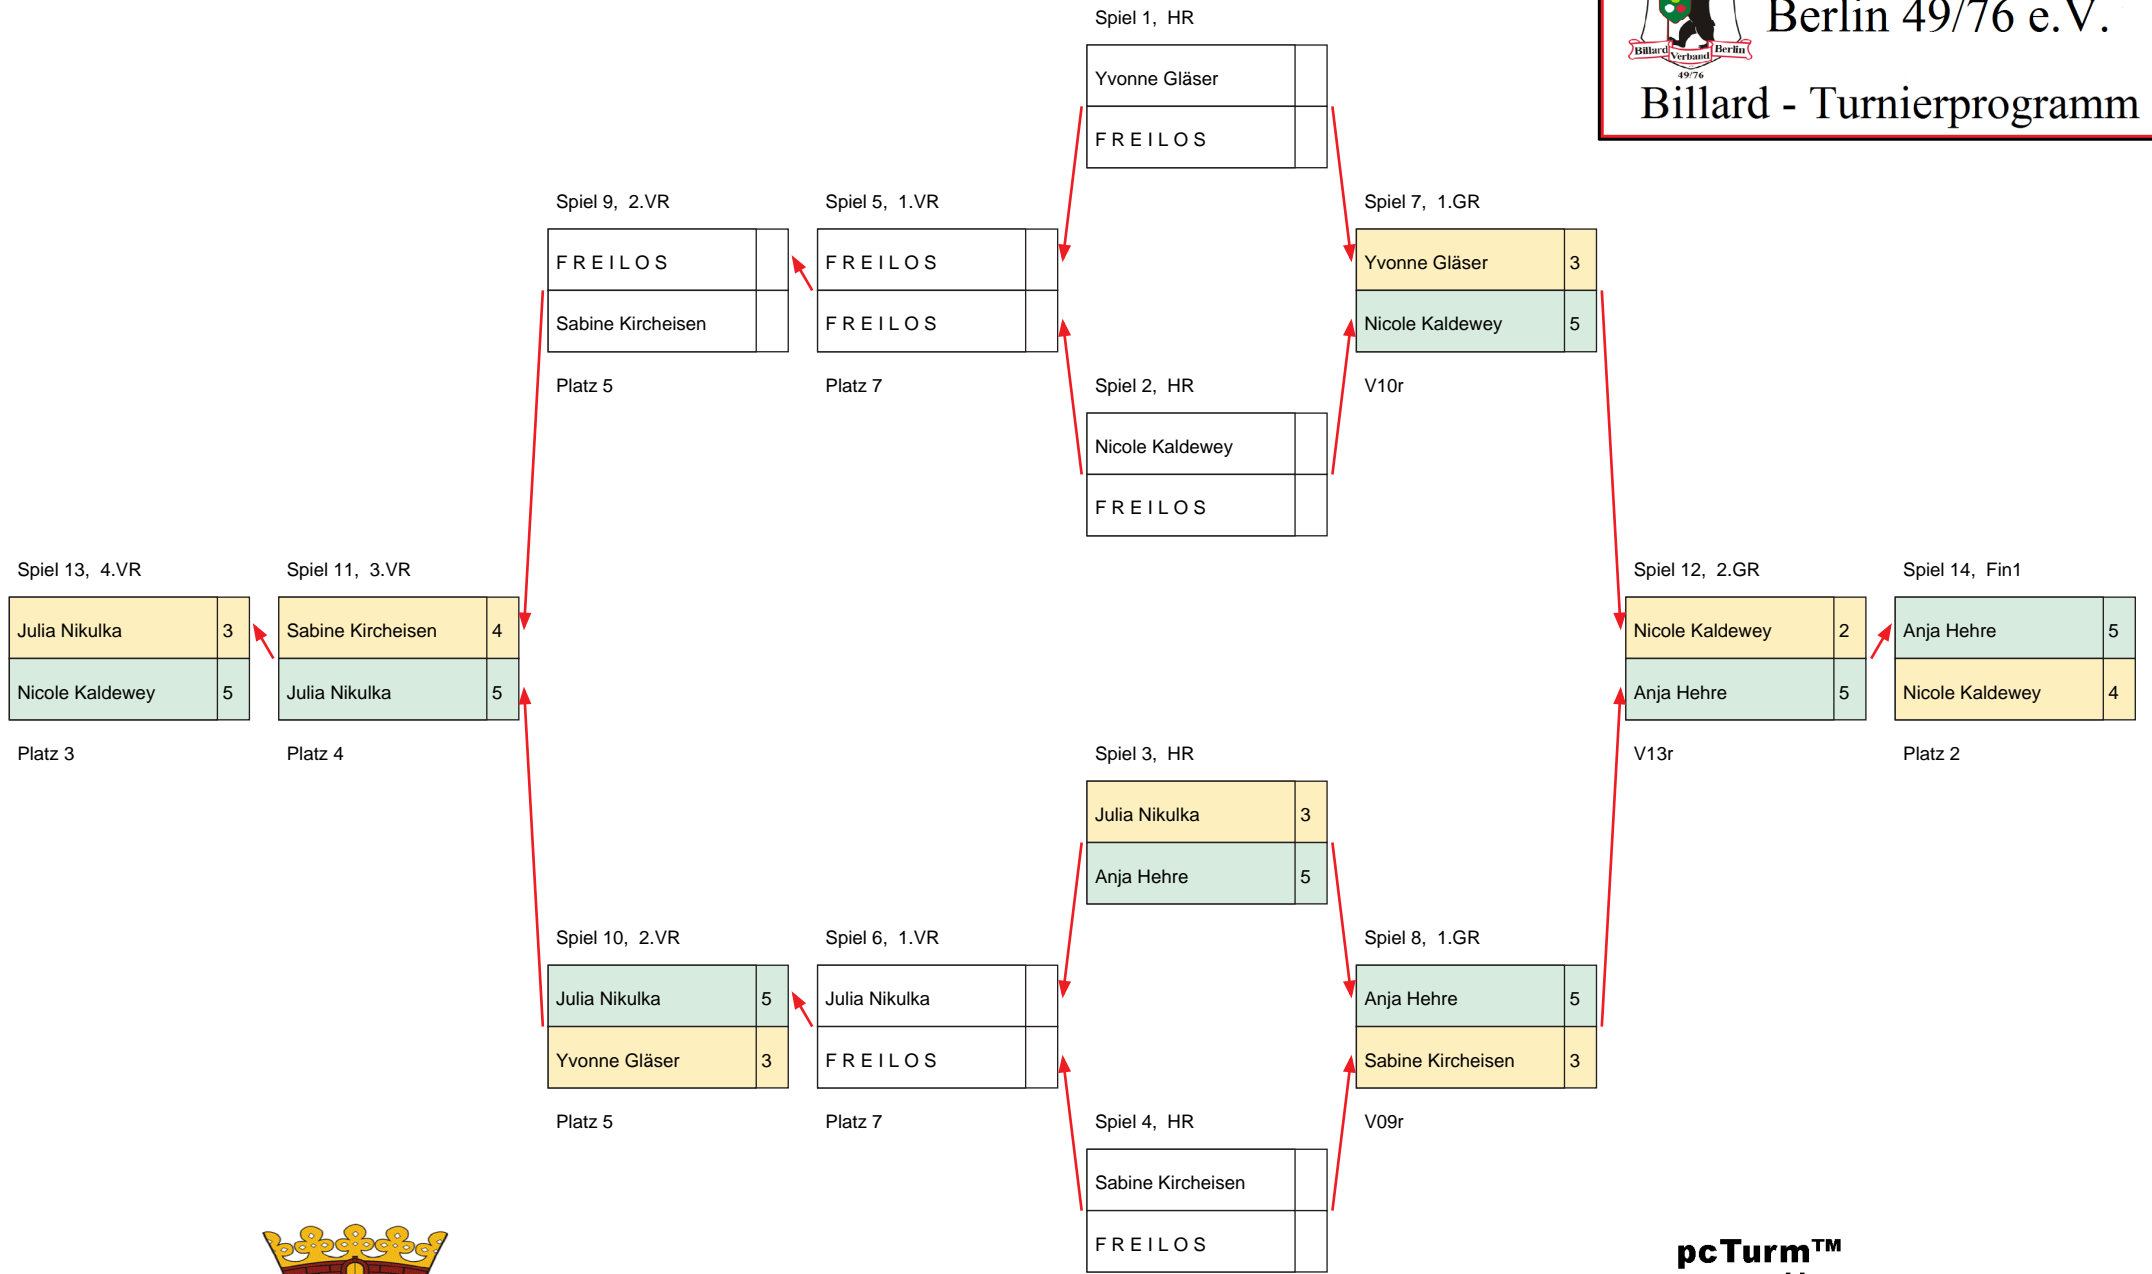 Spiel 1, HR
Yvonne Gläser
F R E I L O S
Berlin 49/76 e.V.
Billard Verband Berlin
49/76
Billard - Turnierprogramm
Spiel 9, 2.VR
F R E I L O S
Sabine Kircheisen
Platz 5
Spiel 5, 1.VR
F R E I L O S
F R E I L O S
Platz 7
Spiel 7, 1.GR
Yvonne Gläser 3
Nicole Kaldewey 5
V10r
Spiel 2, HR
Nicole Kaldewey
F R E I L O S
Spiel 13, 4.VR
Julia Nikulka 3
Nicole Kaldewey 5
Platz 3
Spiel 11, 3.VR
Sabine Kircheisen 4
Julia Nikulka 5
Platz 4
Spiel 12, 2.GR
Nicole Kaldewey 2
Anja Hehre 5
V13r
Spiel 14, Fin1
Anja Hehre 5
Nicole Kaldewey 4
Platz 2
Spiel 3, HR
Julia Nikulka 3
Anja Hehre 5
Spiel 10, 2.VR
Julia Nikulka 5
Yvonne Gläser 3
Platz 5
Spiel 6, 1.VR
Julia Nikulka
F R E I L O S
Platz 7
Spiel 8, 1.GR
Anja Hehre 5
Sabine Kircheisen 3
V09r
Spiel 4, HR
Sabine Kircheisen
F R E I L O S
pcTurm™